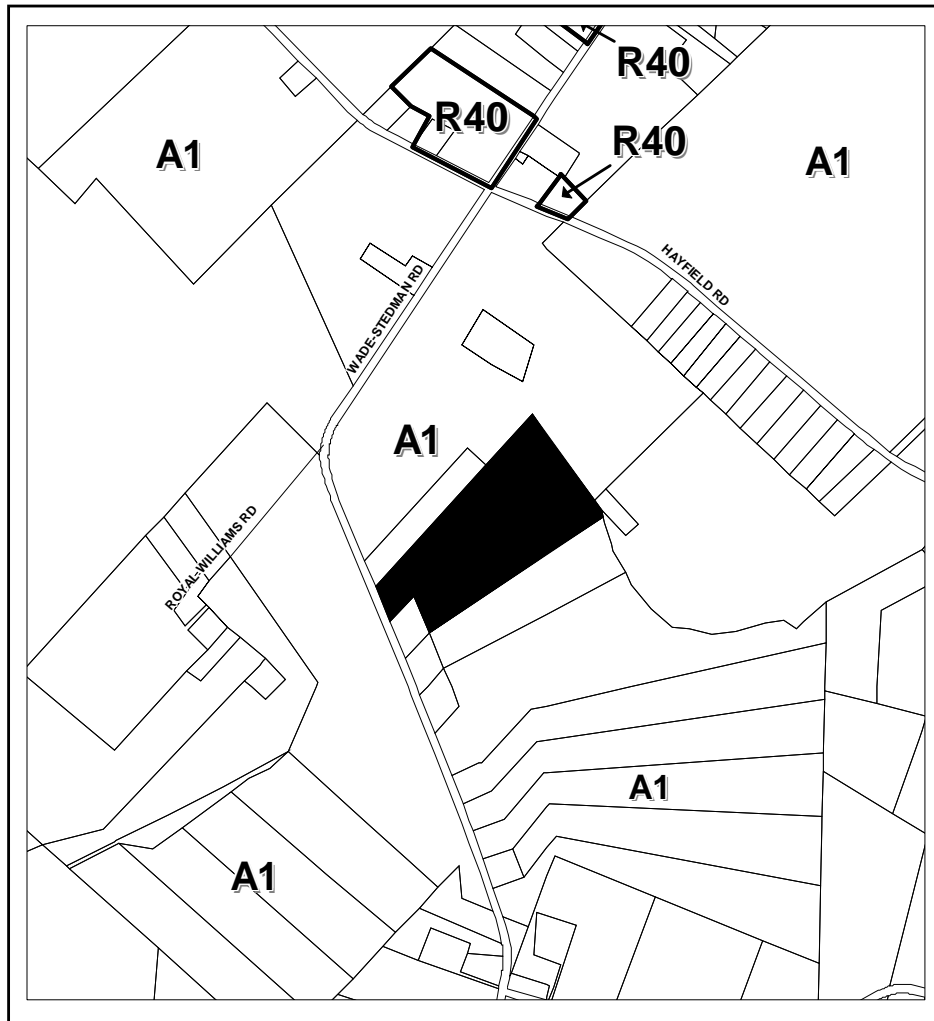 R40
R40
R40
A1
A1
HAYFIELD RD
WADE-STEDMAN RD
A1
ROYAL-WILLIAMS RD
A1
A1